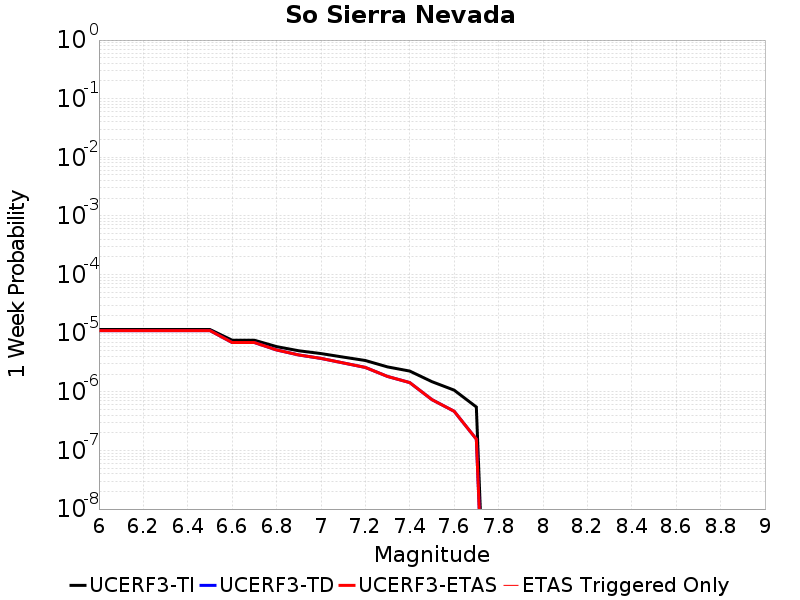 So Sierra Nevada
1 Week Probability
10^0
10^-1
10^-2
10^-3
10^-4
10^-5
10^-6
10^-7
10^-8
6 6.2 6.4 6.6 6.8 7 7.2 7.4 7.6 7.8 8 8.2 8.4 8.6 8.8 9
Magnitude
UCERF3-TI UCERF3-TD UCERF3-ETAS ETAS Triggered Only